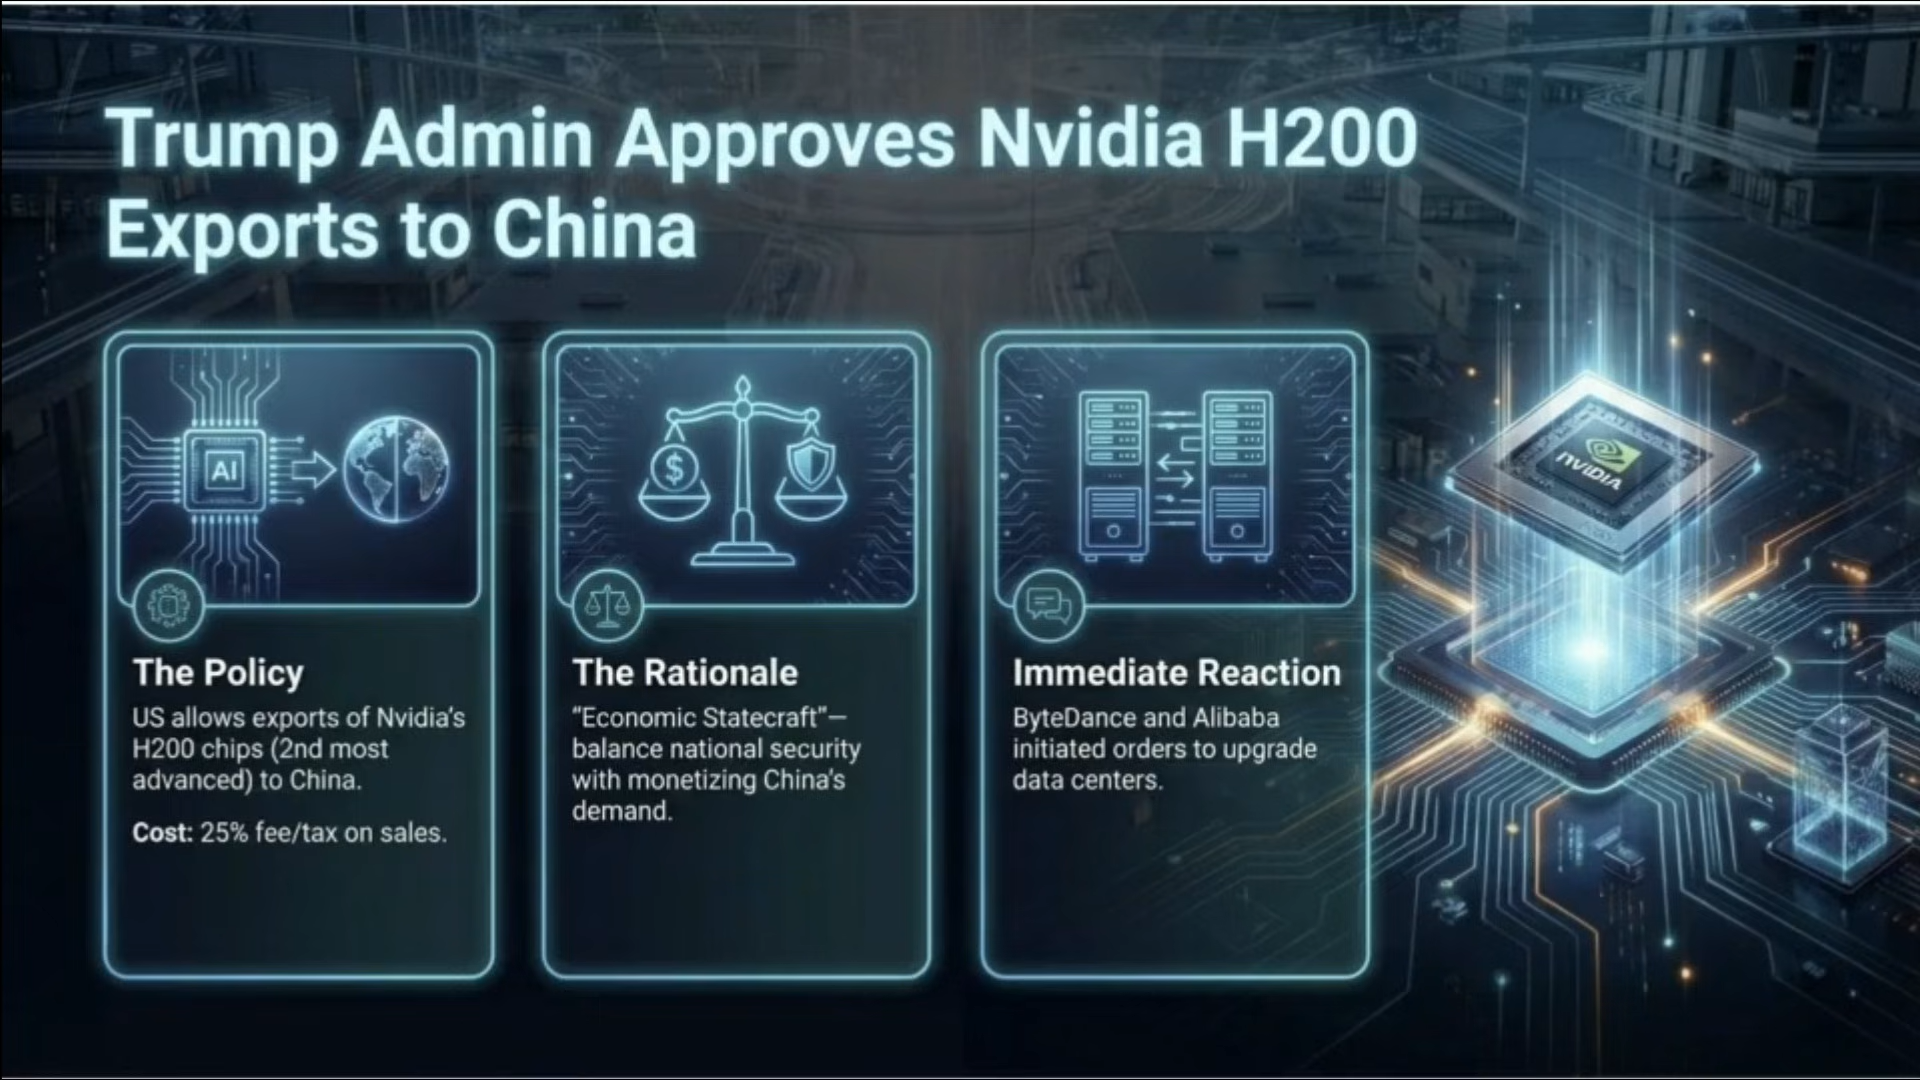 Trump Admin Approves Nvidia H200
Exports to China
AI
The Policy
US allows exports of Nvidia's
H200 chips (2nd most
advanced) to China.
Cost: 25% fee/tax on sales.
$
The Rationale
“Economic Statecraft”—
balance national security
with monetizing China's
demand.
Immediate Reaction
ByteDance and Alibaba
initiated orders to upgrade
data centers.
NVIDIA